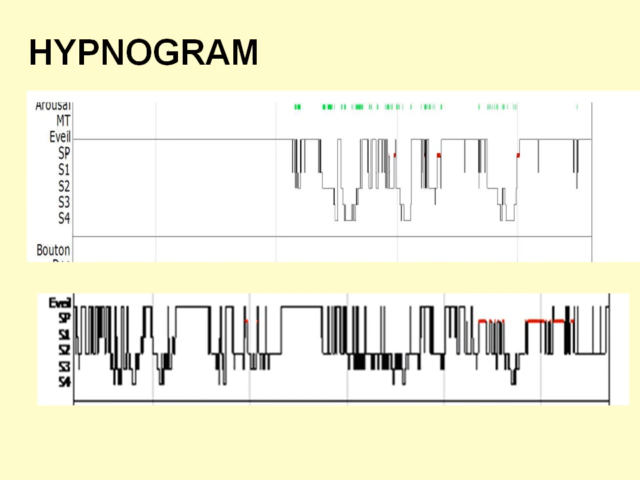 HYPNOGRAM
Arousal
MT
Eveil
SP
S1
S2
S3
S4
Bouton
Eveil
SP
S1
S2
S3
S4